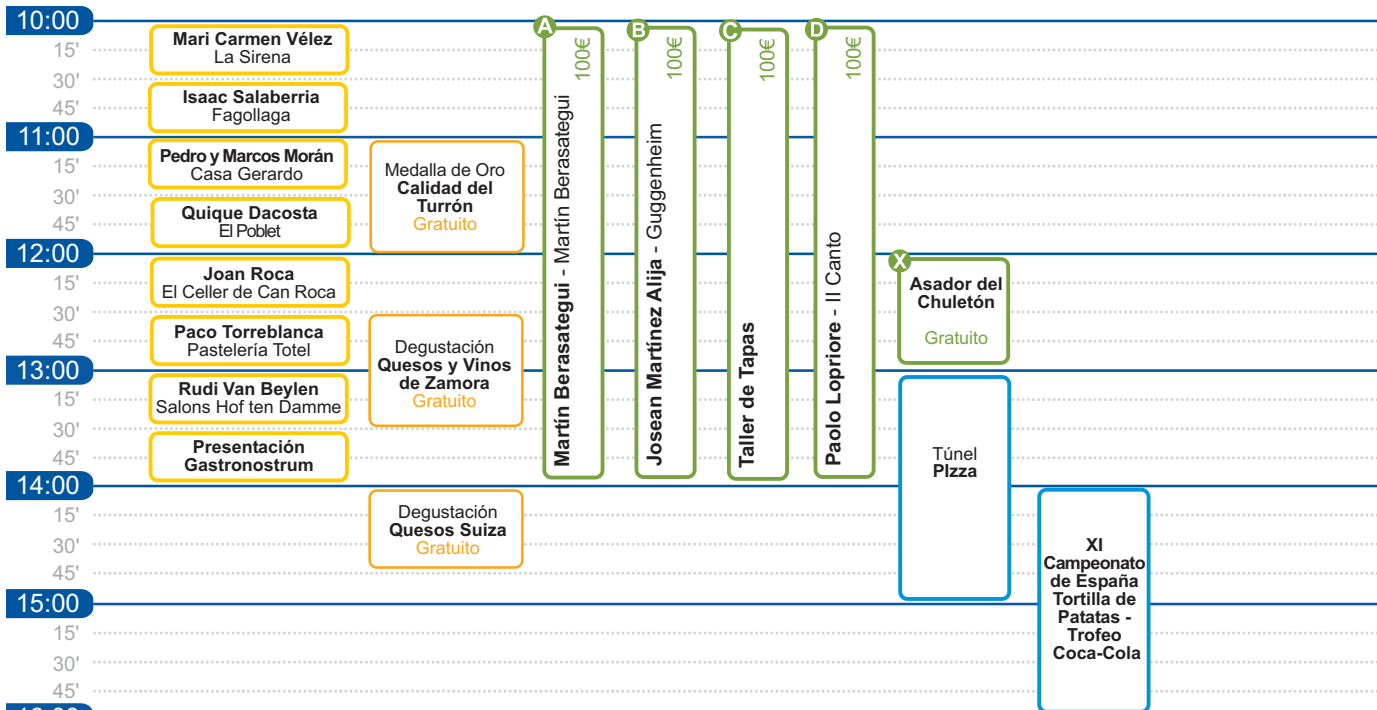 10:00
15'
30'
45'
11:00
15'
30'
45'
12:00
15'
30'
45'
13:00
15'
30'
45'
14:00
15'
30'
45'
15:00
15'
30'
45'
Mari Carmen Vélez
La Sirena
Isaac Salaberria
Fagollaga
Pedro y Marcos Morán
Casa Gerardo
Quique Dacosta
El Poblet
Joan Roca
El Celler de Can Roca
Paco Torreblanca
Pastelería Totel
Rudi Van Beylen
Salons Hof ten Damme
Presentación
Gastronostrum
Medalla de Oro
Calidad del
Turrón
Gratuito
Degustación
Quesos y Vinos
de Zamora
Gratuito
Degustación
Quesos Suiza
Gratuito
A
Martín Berasategui - Martín Berasategui 100€
B
Josean Martínez Alija - Guggenheim 100€
C
Taller de Tapas 100€
D
Paolo Lopriore - Il Canto 100€
X
Asador del
Chuletón
Gratuito
Túnel
PIzza
XI
Campeonato
de España
Tortilla de
Patatas -
Trofeo
Coca-Cola